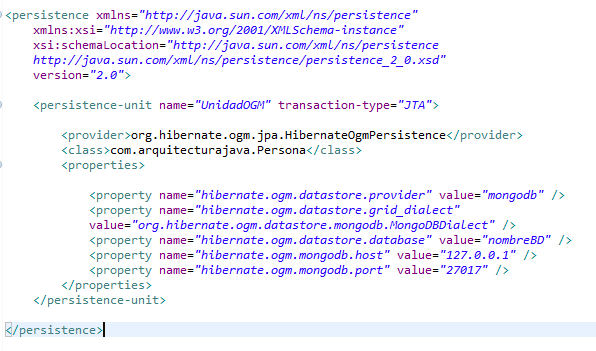 <persistence xmlns="http://java.sun.com/xml/ns/persistence"
xmlns:xsi="http://www.w3.org/2001/XMLSchema-instance"
xsi:schemaLocation="http://java.sun.com/xml/ns/persistence
http://java.sun.com/xml/ns/persistence/persistence_2_0.xsd"
version="2.0">
<persistence-unit name="UnidadOGM" transaction-type="JTA">
<provider>org.hibernate.ogm.jpa.HibernateOgmPersistence</provider>
<class>com.arquitecturajava.Persona</class>
<properties>
<property name="hibernate.ogm.datastore.provider" value="mongodb" />
<property name="hibernate.ogm.datastore.grid_dialect"
value="org.hibernate.ogm.datastore.mongodb.MongoDBDialect" />
<property name="hibernate.ogm.datastore.database" value="nombreBD" />
<property name="hibernate.ogm.mongodb.host" value="127.0.0.1" />
<property name="hibernate.ogm.mongodb.port" value="27017" />
</properties>
</persistence-unit>
</persistence>